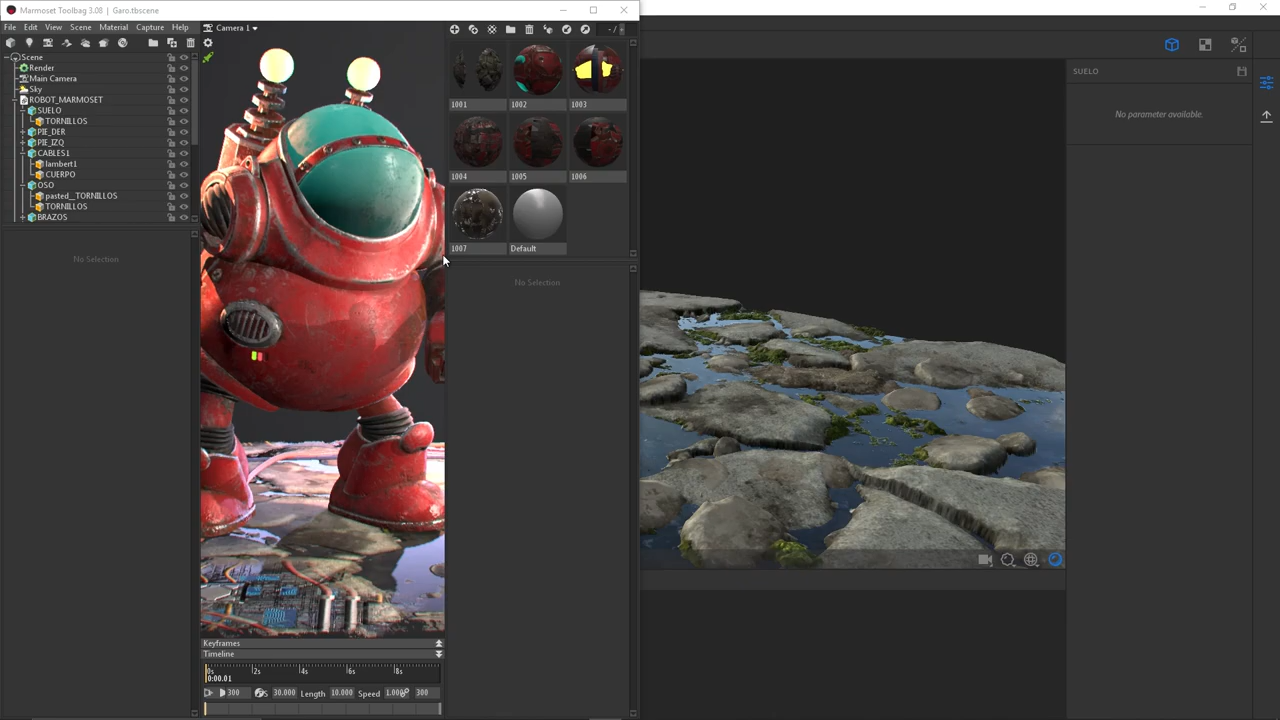 Marmoset Toolbag 3.08 | Garo.tbscene
File Edit View Scene Material Capture Help
Camera 1
Scene
Render
Main Camera
Sky
ROBOT_MARMOSET
SUELO
TORNILLOS
PIE_DER
PIE_IZQ
CABLES1
lambert1
CUERPO
OSO
pasted__TORNILLOS
TORNILLOS
BRAZOS
No Selection
1001 1002 1003
1004 1005 1006
1007 Default
No Selection
SUELO
No parameter available.
Keyframes
Timeline
0s 2s 4s 6s 8s
0:00.01
300 30.000 Length 10.000 Speed 1.000 300